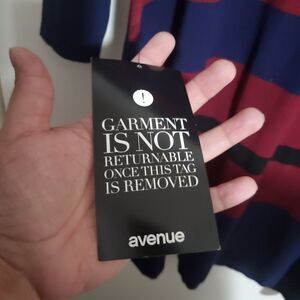 !
GARMENT
IS NOT
RETURNABLE
ONCE THIS TAG
IS REMOVED
avenue